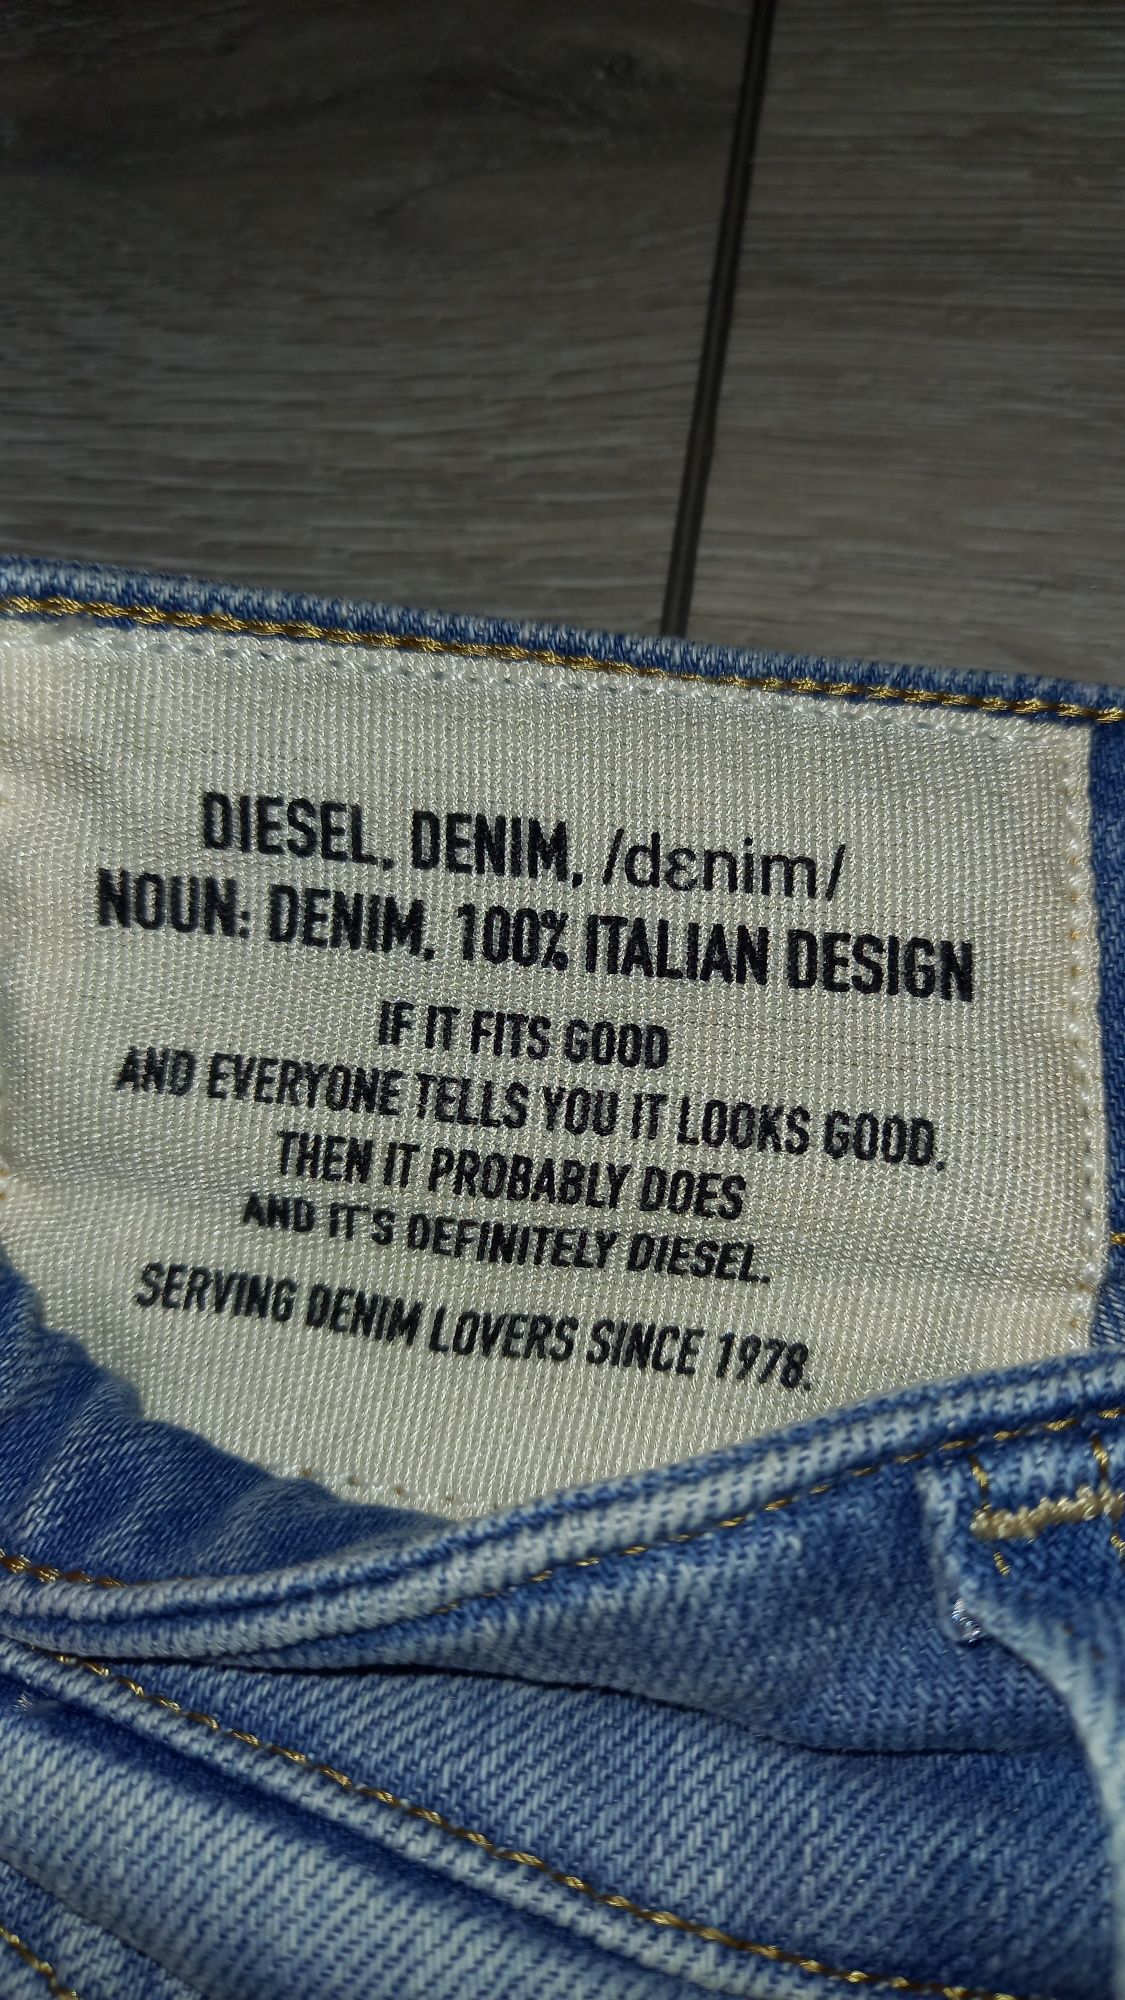 DIESEL, DENIM, /dɛnim/
NOUN: DENIM, 100% ITALIAN DESIGN
IF IT FITS GOOD
AND EVERYONE TELLS YOU IT LOOKS GOOD.
THEN IT PROBABLY DOES
AND IT'S DEFINITELY DIESEL.
SERVING DENIM LOVERS SINCE 1978.